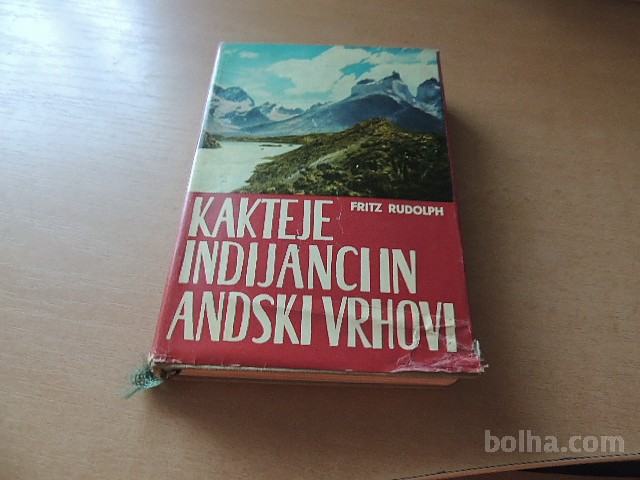 FRITZ RUDOLPH
KAKTEJE
INDIJANCI IN
ANDSKI VRHOVI
bolha.com